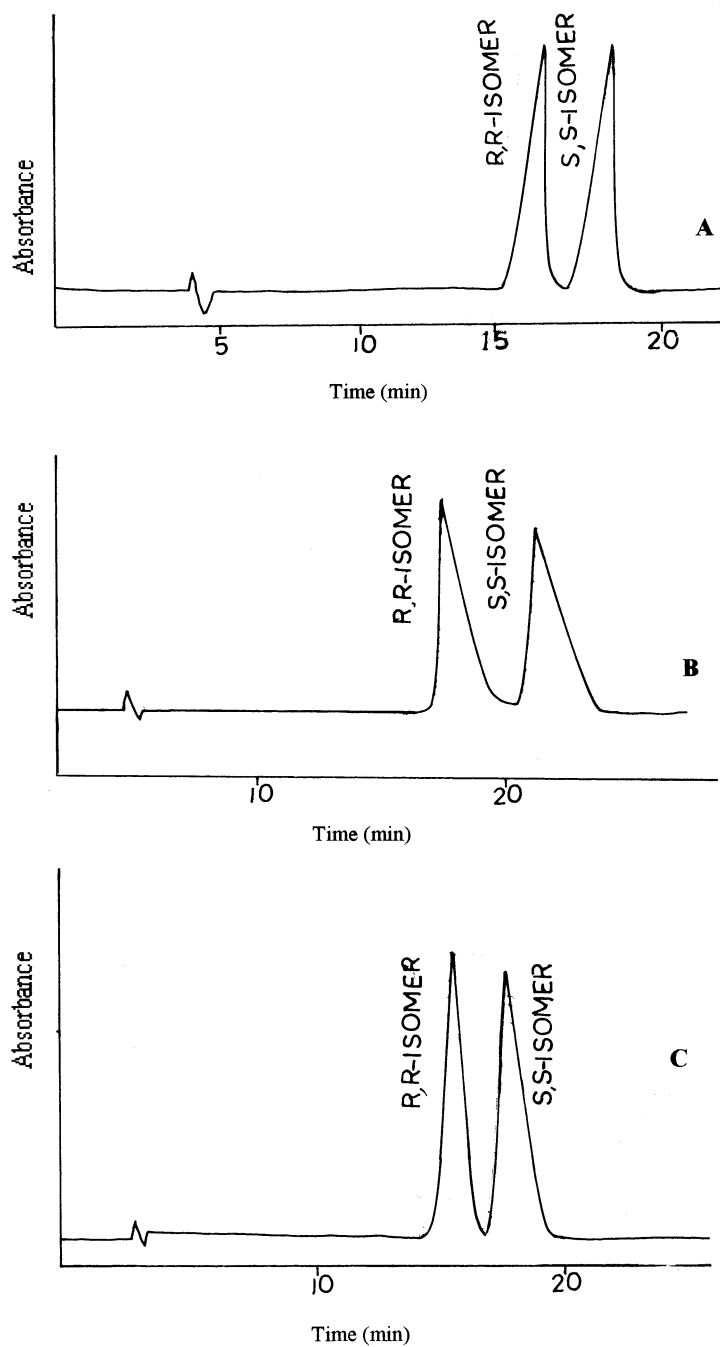 Absorbance
R,R-ISOMER
S,S-ISOMER
A
5 10 15 20
Time (min)
Absorbance
R,R-ISOMER
S,S-ISOMER
B
10 20
Time (min)
Absorbance
R,R-ISOMER
S,S-ISOMER
C
10 20
Time (min)